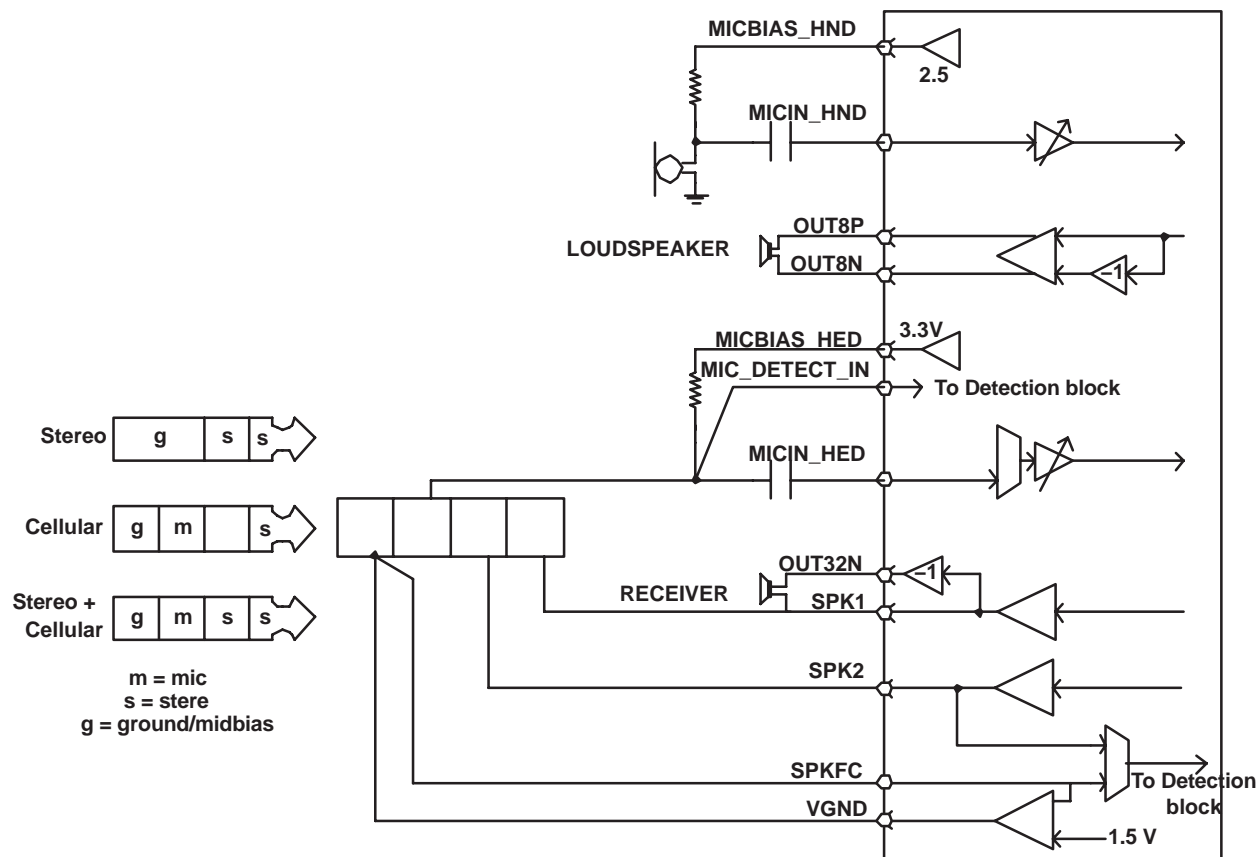 MICBIAS_HND
2.5
MICIN_HND
OUT8P
LOUDSPEAKER
OUT8N
–1
MICBIAS_HED
3.3V
MIC_DETECT_IN
To Detection block
Stereo
g
s
s
MICIN_HED
Cellular
g
m
s
OUT32N
–1
RECEIVER
SPK1
Stereo +
Cellular
g
m
s
s
m = mic
s = stere
g = ground/midbias
SPK2
SPKFC
To Detection
block
VGND
1.5 V